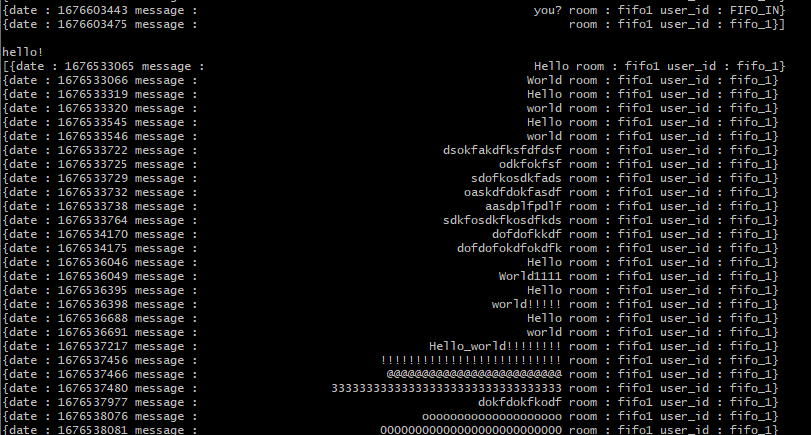 {date : 1676603443 message : you? room : fifo1 user_id : FIFO_IN}
{date : 1676603475 message : room : fifo1 user_id : fifo_1}]
hello!
[{date : 1676533065 message : Hello room : fifo1 user_id : fifo_1}
{date : 1676533066 message : World room : fifo1 user_id : fifo_1}
{date : 1676533319 message : Hello room : fifo1 user_id : fifo_1}
{date : 1676533320 message : world room : fifo1 user_id : fifo_1}
{date : 1676533545 message : Hello room : fifo1 user_id : fifo_1}
{date : 1676533546 message : world room : fifo1 user_id : fifo_1}
{date : 1676533722 message : dsokfakdfksfdfdsf room : fifo1 user_id : fifo_1}
{date : 1676533725 message : odkfokfsf room : fifo1 user_id : fifo_1}
{date : 1676533729 message : sdofkosdkfads room : fifo1 user_id : fifo_1}
{date : 1676533732 message : oaskdfdokfasdf room : fifo1 user_id : fifo_1}
{date : 1676533738 message : aasdplfpdlf room : fifo1 user_id : fifo_1}
{date : 1676533764 message : sdkfosdkfkosdfkds room : fifo1 user_id : fifo_1}
{date : 1676534170 message : dofdofkkdf room : fifo1 user_id : fifo_1}
{date : 1676534175 message : dofdofokdfokdfk room : fifo1 user_id : fifo_1}
{date : 1676536046 message : Hello room : fifo1 user_id : fifo_1}
{date : 1676536049 message : World1111 room : fifo1 user_id : fifo_1}
{date : 1676536395 message : Hello room : fifo1 user_id : fifo_1}
{date : 1676536398 message : world!!!!! room : fifo1 user_id : fifo_1}
{date : 1676536688 message : Hello room : fifo1 user_id : fifo_1}
{date : 1676536691 message : world room : fifo1 user_id : fifo_1}
{date : 1676537217 message : Hello_world!!!!!!!! room : fifo1 user_id : fifo_1}
{date : 1676537456 message : !!!!!!!!!!!!!!!!!!!!!!!!!! room : fifo1 user_id : fifo_1}
{date : 1676537466 message : @@@@@@@@@@@@@@@@@@@@@@@@@ room : fifo1 user_id : fifo_1}
{date : 1676537480 message : 333333333333333333333333333333333 room : fifo1 user_id : fifo_1}
{date : 1676537977 message : dokfdokfkodf room : fifo1 user_id : fifo_1}
{date : 1676538076 message : oooooooooooooooooooo room : fifo1 user_id : fifo_1}
{date : 1676538081 message : OOOOOOOOOOOOOOOOOOOOOOOOOO room : fifo1 user_id : fifo_1}